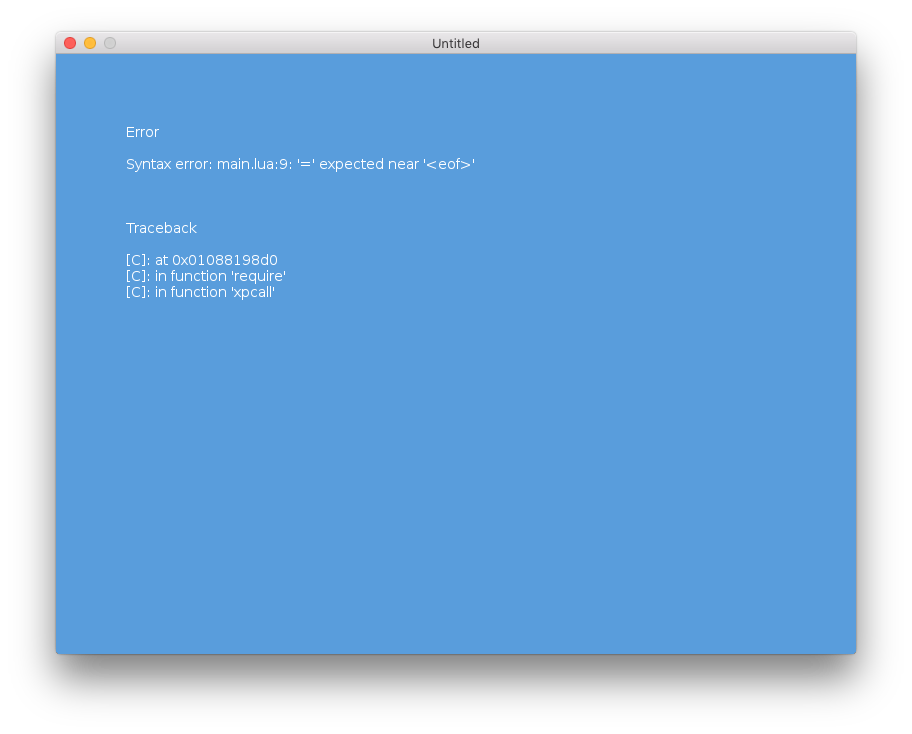 Untitled
Error
Syntax error: main.lua:9: '=' expected near '<eof>'
Traceback
[C]: at 0x01088198d0
[C]: in function 'require'
[C]: in function 'xpcall'